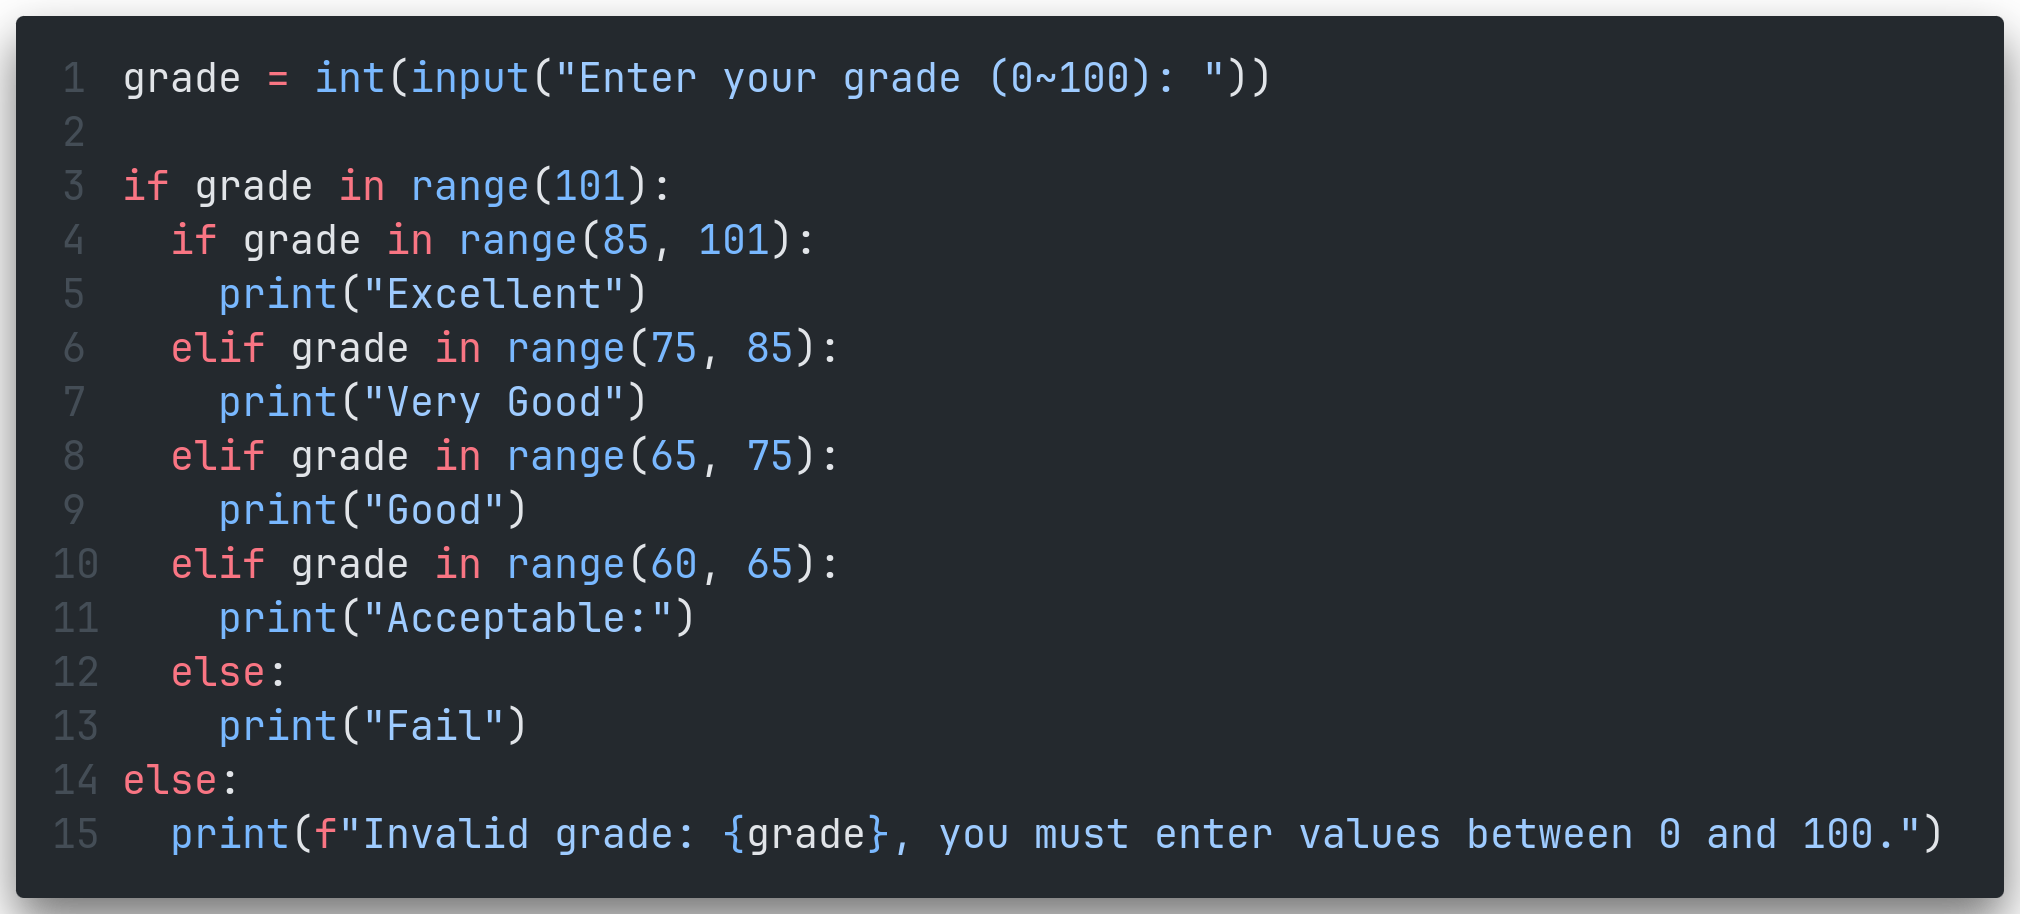 1 grade = int(input("Enter your grade (0~100): "))
2
3 if grade in range(101):
4   if grade in range(85, 101):
5     print("Excellent")
6   elif grade in range(75, 85):
7     print("Very Good")
8   elif grade in range(65, 75):
9     print("Good")
10   elif grade in range(60, 65):
11     print("Acceptable:")
12   else:
13     print("Fail")
14 else:
15   print(f"Invalid grade: {grade}, you must enter values between 0 and 100.")